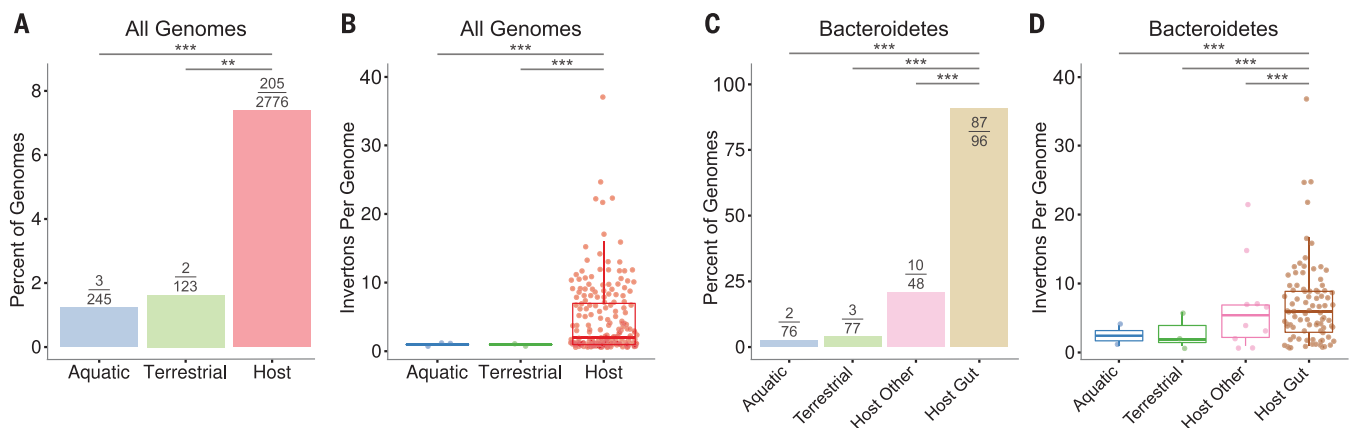 A
All Genomes
***
**
Percent of Genomes
8
6
4
2
0
3
245
2
123
205
2776
Aquatic
Terrestrial
Host
B
All Genomes
***
***
Invertons Per Genome
40
30
20
10
0
Aquatic
Terrestrial
Host
C
Bacteroidetes
***
***
***
Percent of Genomes
100
75
50
25
0
2
76
3
77
10
48
87
96
Aquatic
Terrestrial
Host Other
Host Gut
D
Bacteroidetes
***
***
***
Invertons Per Genome
40
30
20
10
0
Aquatic
Terrestrial
Host Other
Host Gut